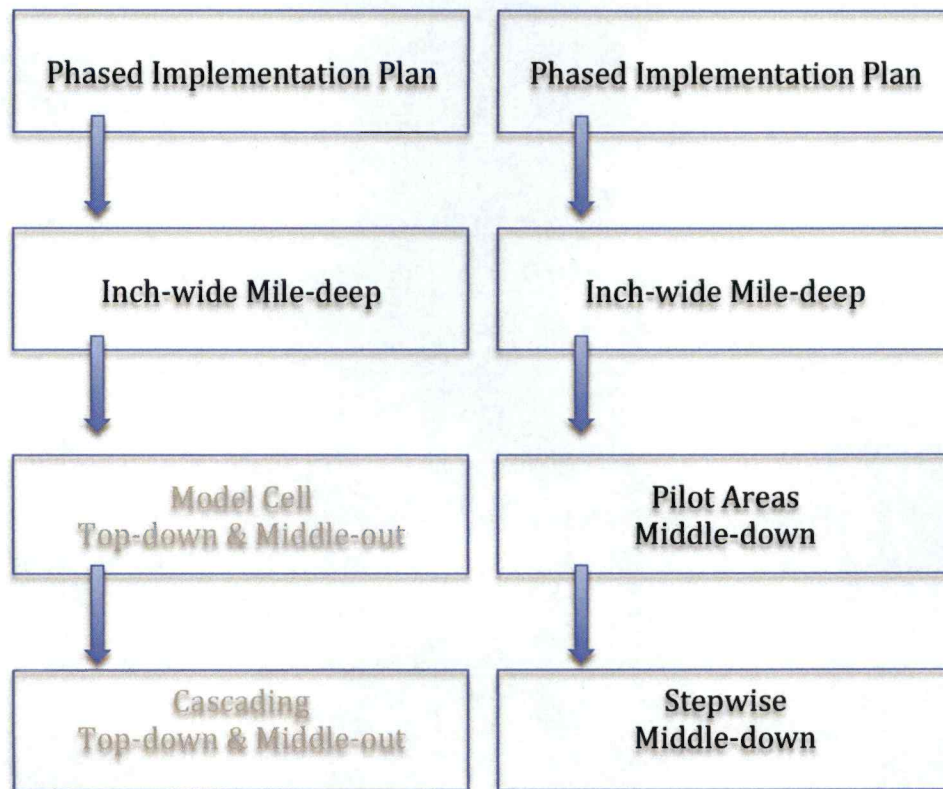 Phased Implementation Plan
Inch-wide Mile-deep
Model Cell
Top-down & Middle-out
Cascading
Top-down & Middle-out
Phased Implementation Plan
Inch-wide Mile-deep
Pilot Areas
Middle-down
Stepwise
Middle-down